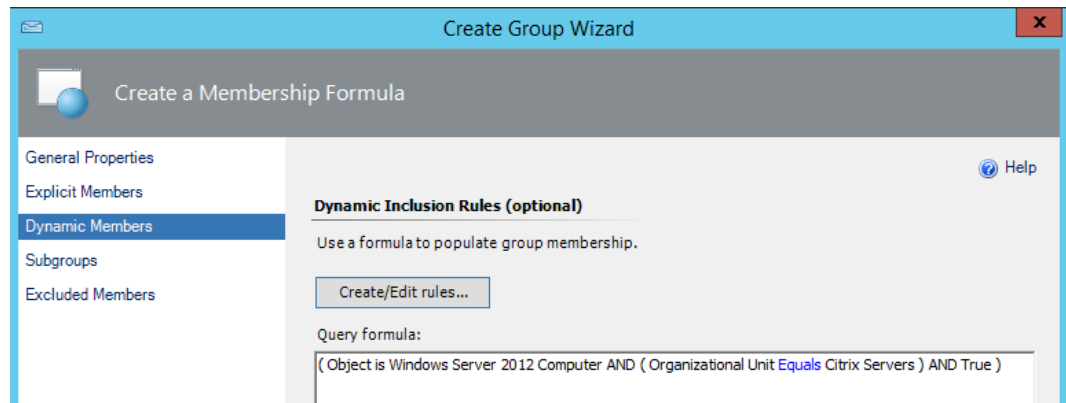 Create Group Wizard
x
Create a Membership Formula
General Properties
Explicit Members
Dynamic Members
Subgroups
Excluded Members
Help
Dynamic Inclusion Rules (optional)
Use a formula to populate group membership.
Create/Edit rules...
Query formula:
( Object is Windows Server 2012 Computer AND ( Organizational Unit Equals Citrix Servers ) AND True )